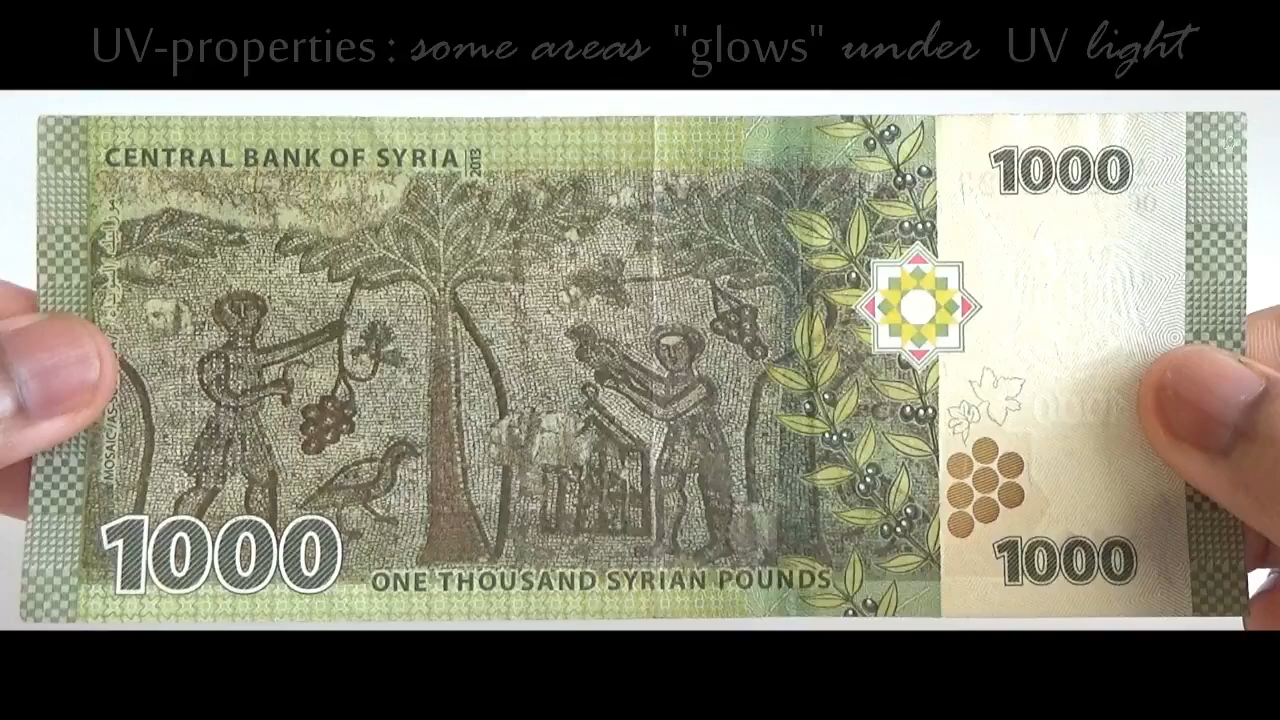 UV-properties : some areas "glows" under UV light
CENTRAL BANK OF SYRIA 2013
1000
1000
1000
ONE THOUSAND SYRIAN POUNDS